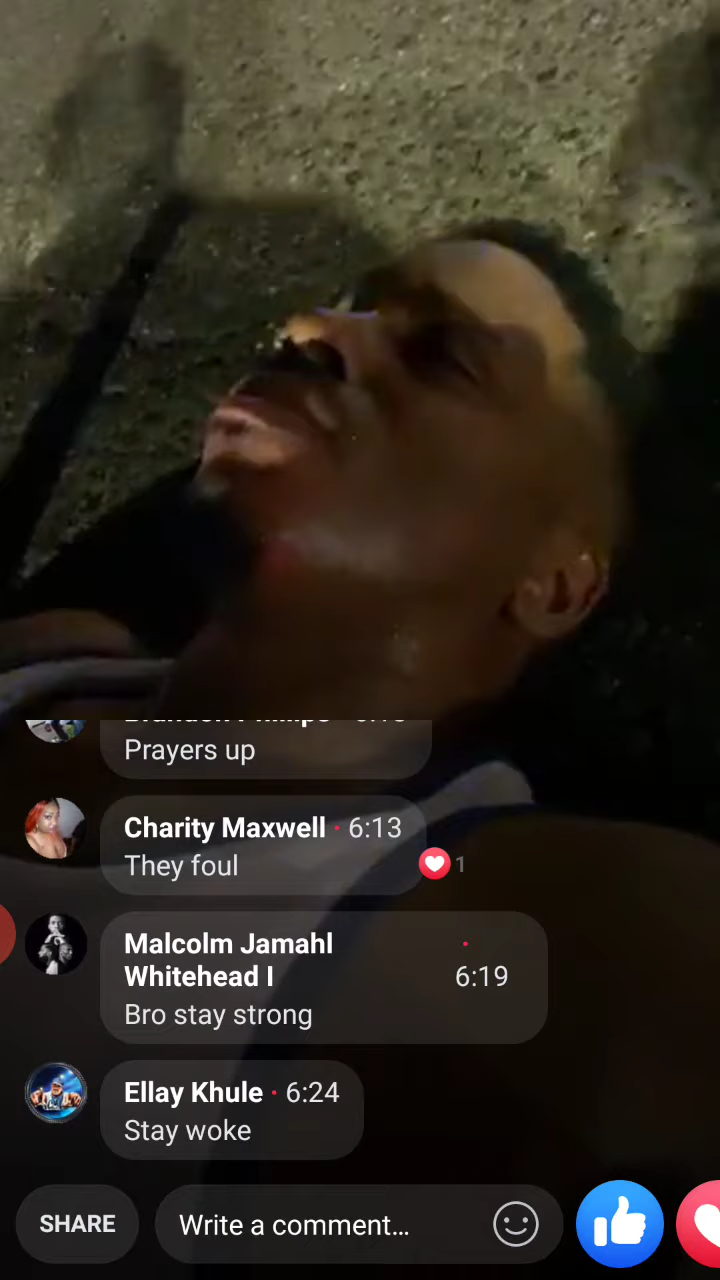 Prayers up
Charity Maxwell · 6:13
They foul
1
Malcolm Jamahl
Whitehead I · 6:19
Bro stay strong
Ellay Khule · 6:24
Stay woke
SHARE
Write a comment...